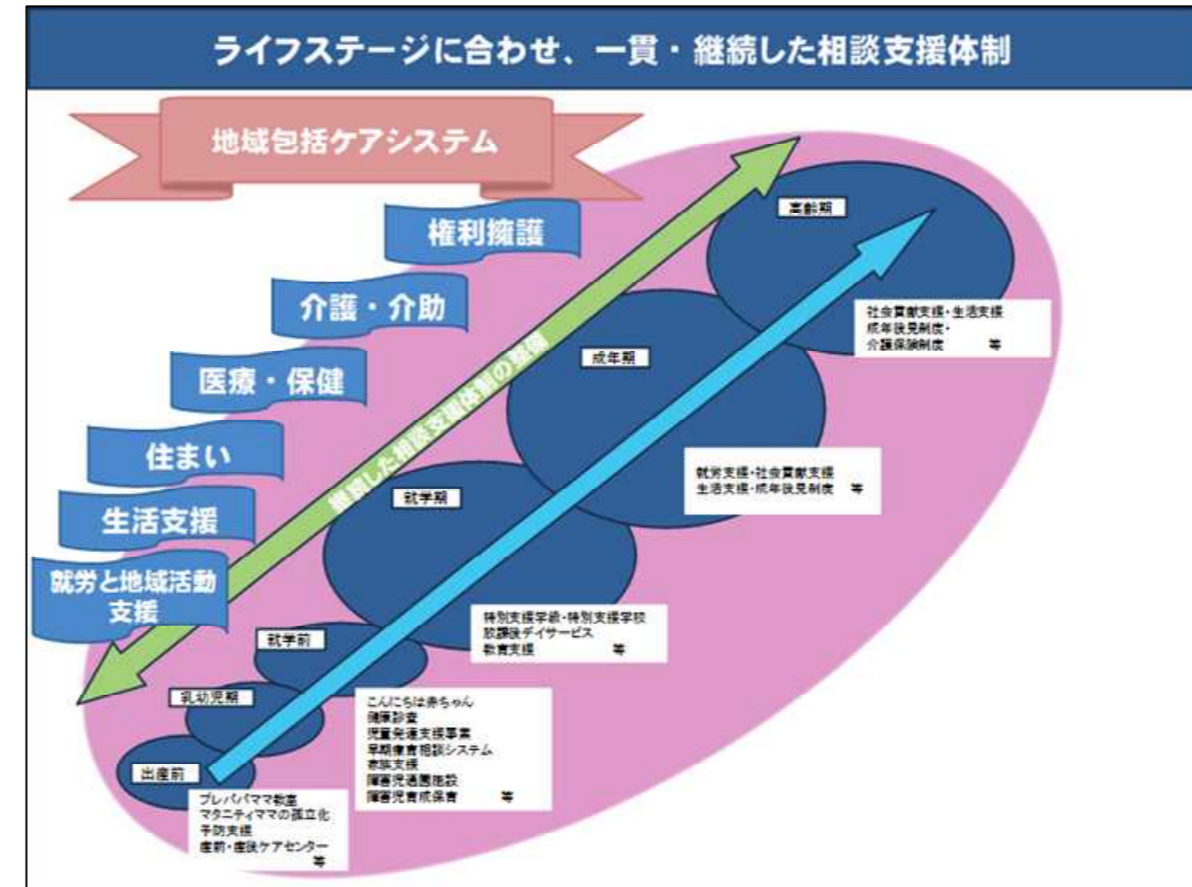 ライフステージに合わせ、一貫・継続した相談支援体制
地域包括ケアシステム
権利擁護
介護・介助
医療・保健
住まい
生活支援
就労と地域活動
支援
継続した相談支援体制の整備
高齢期
社会貢献支援・生活支援
成年後見制度・
介護保険制度 等
成年期
就労支援・社会貢献支援
生活支援・成年後見制度 等
就学期
特別支援学級・特別支援学校
放課後デイサービス
教育支援 等
就学前
乳幼児期
こんにちは赤ちゃん
健康診査
児童発達支援事業
早期療育相談システム
家族支援
障害児通園施設
障害児育成保育 等
出産前
プレパパママ教室
マタニティママの孤立化
予防支援
産前・産後ケアセンター
等